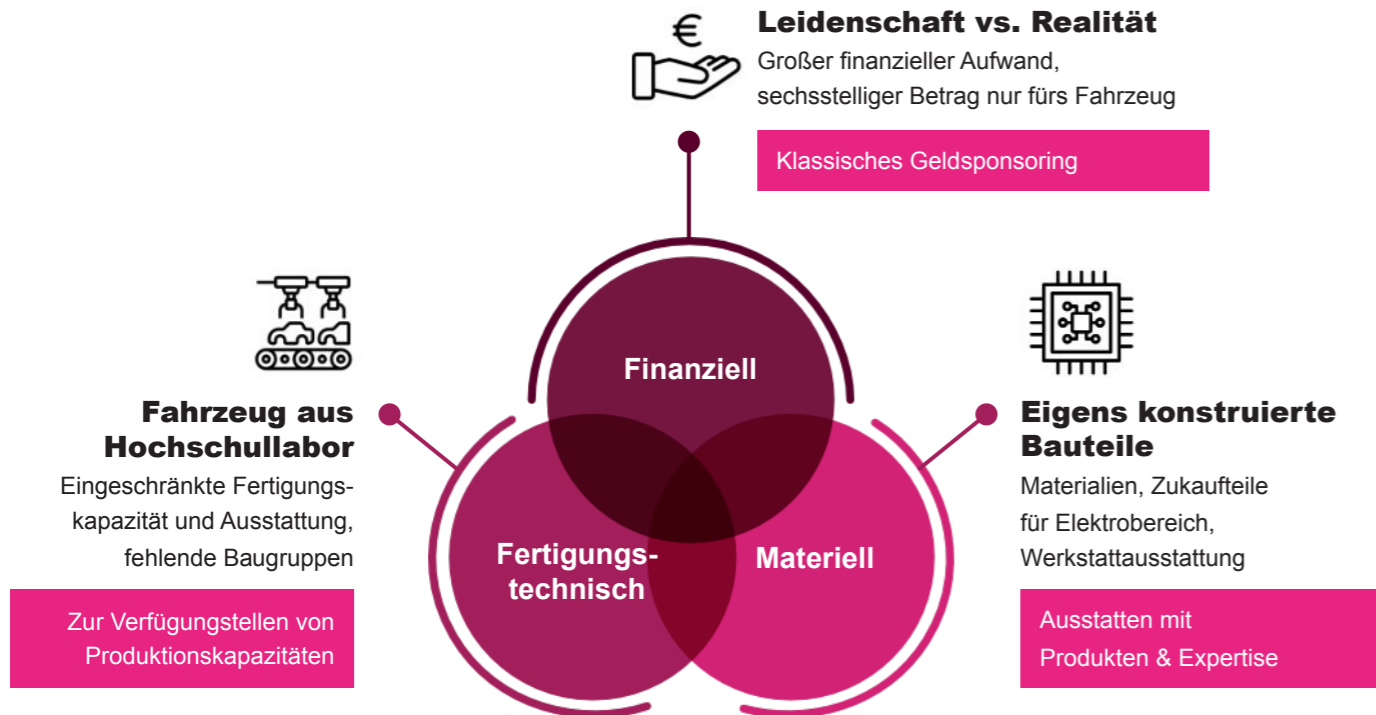 €
Leidenschaft vs. Realität
Großer finanzieller Aufwand,
sechsstelliger Betrag nur fürs Fahrzeug
Klassisches Geldsponsoring
Finanziell
Fahrzeug aus
Hochschullabor
Eingeschränkte Fertigungs-
kapazität und Ausstattung,
fehlende Baugruppen
Zur Verfügungstellen von
Produktionskapazitäten
Fertigungs-
technisch
Materiell
Eigens konstruierte
Bauteile
Materialien, Zukaufteile
für Elektrobereich,
Werkstattausstattung
Ausstatten mit
Produkten & Expertise